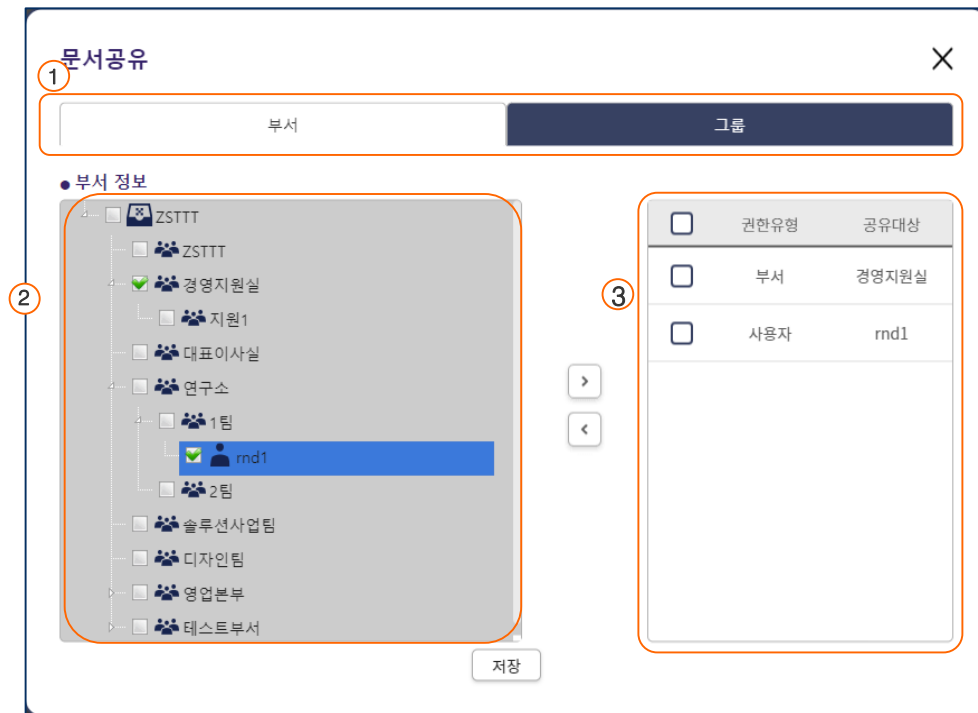 문서공유
①
부서 그룹
● 부서 정보
②
ZSTTT
ZSTTT
경영지원실
지원1
대표이사실
연구소
1팀
rnd1
2팀
솔루션사업팀
디자인팀
영업본부
테스트부서
③
권한유형 공유대상
부서 경영지원실
사용자 rnd1
저장